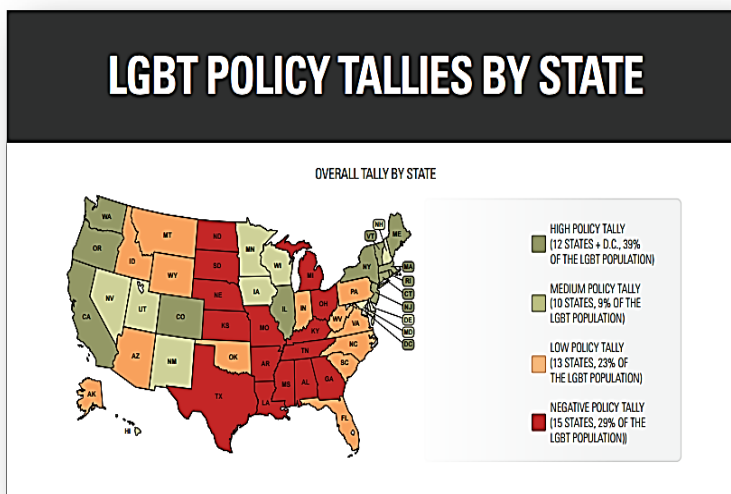 LGBT POLICY TALLIES BY STATE
OVERALL TALLY BY STATE
WA
MT
ND
MN
VT
NH
ME
OR
ID
SD
WI
MI
NY
MA
WY
RI
IA
NE
PA
CT
NV
UT
IL
IN
OH
NJ
CA
CO
WV
DE
KS
MO
VA
KY
MD
NC
DC
AZ
OK
TN
NM
AR
SC
MS
AL
GA
TX
AK
LA
FL
HI
HIGH POLICY TALLY
(12 STATES + D.C., 39%
OF THE LGBT POPULATION)
MEDIUM POLICY TALLY
(10 STATES, 9% OF THE
LGBT POPULATION)
LOW POLICY TALLY
(13 STATES, 23% OF
THE LGBT POPULATION)
NEGATIVE POLICY TALLY
(15 STATES, 29% OF THE
LGBT POPULATION))